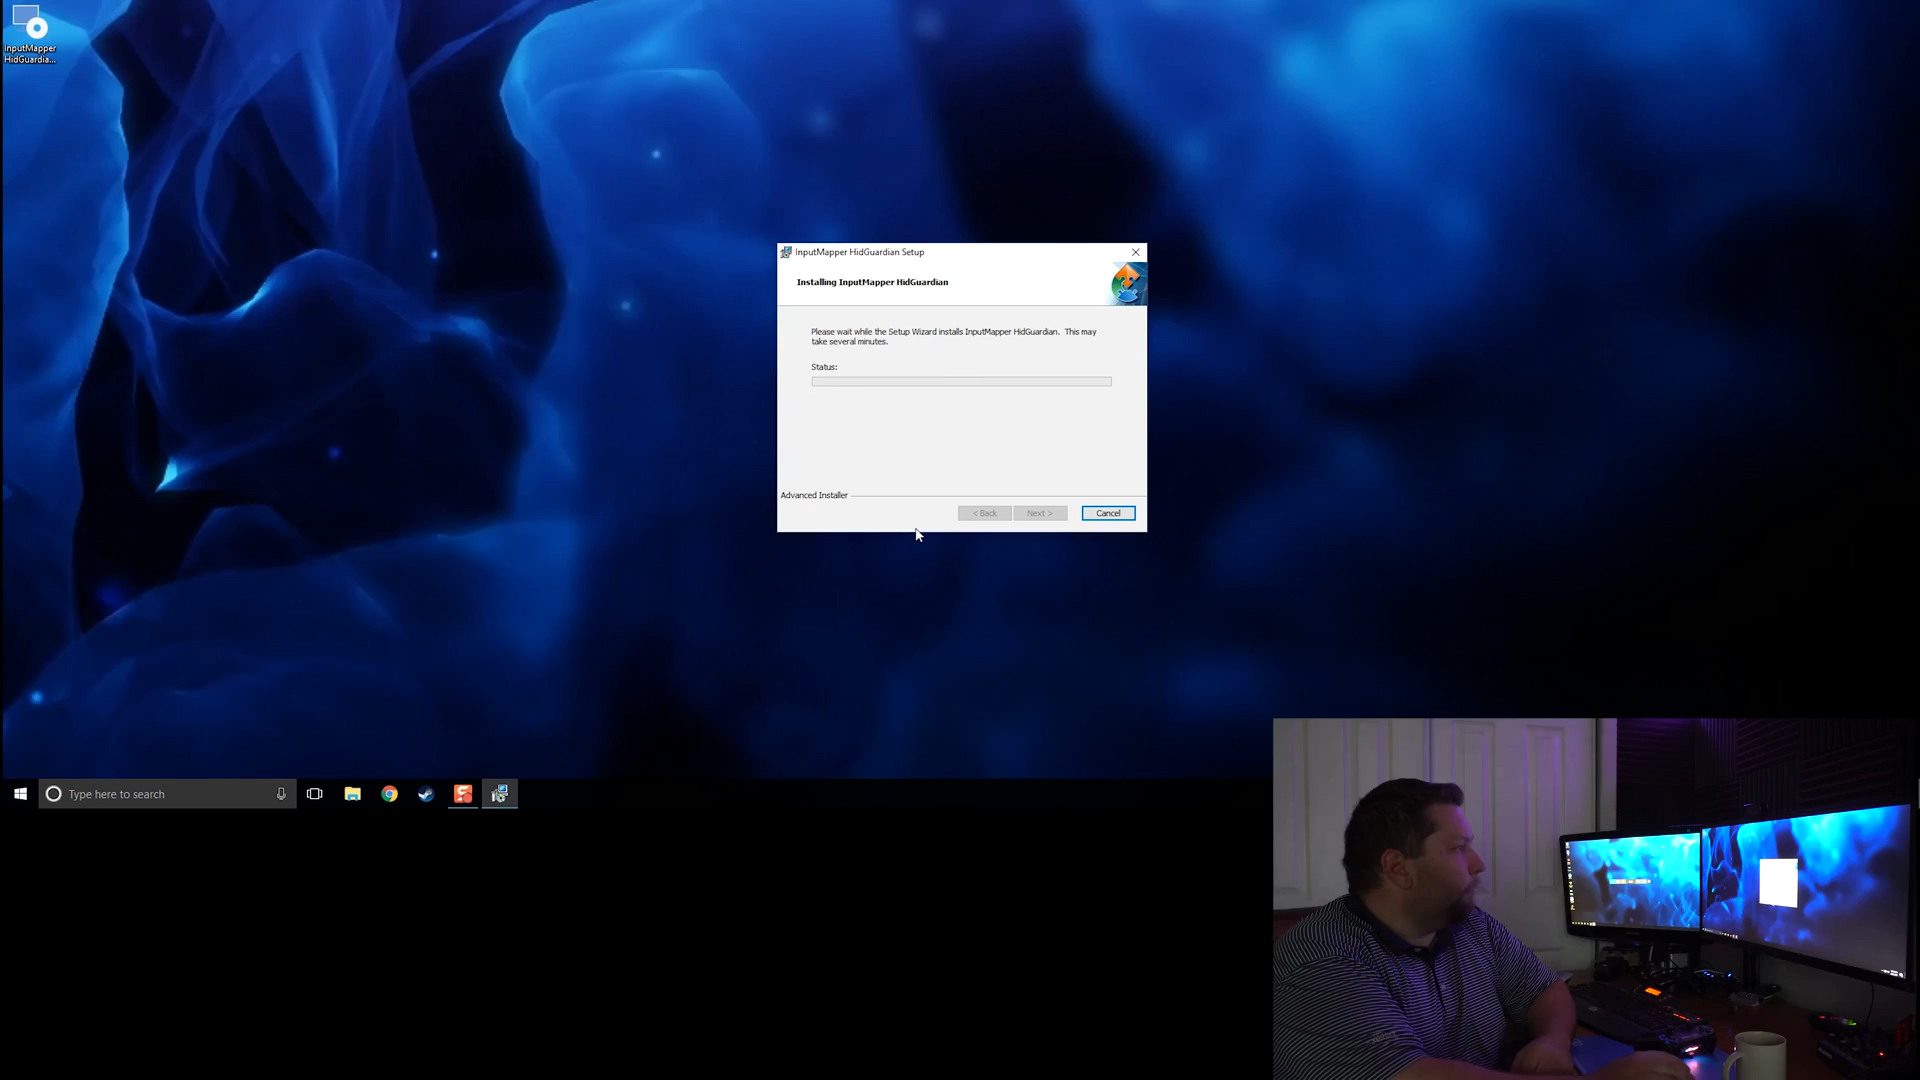 InputMapper
HidGuardia...
InputMapper HidGuardian Setup
Installing InputMapper HidGuardian
Please wait while the Setup Wizard installs InputMapper HidGuardian. This may
take several minutes.
Status:
Advanced Installer
< Back
Next >
Cancel
Type here to search